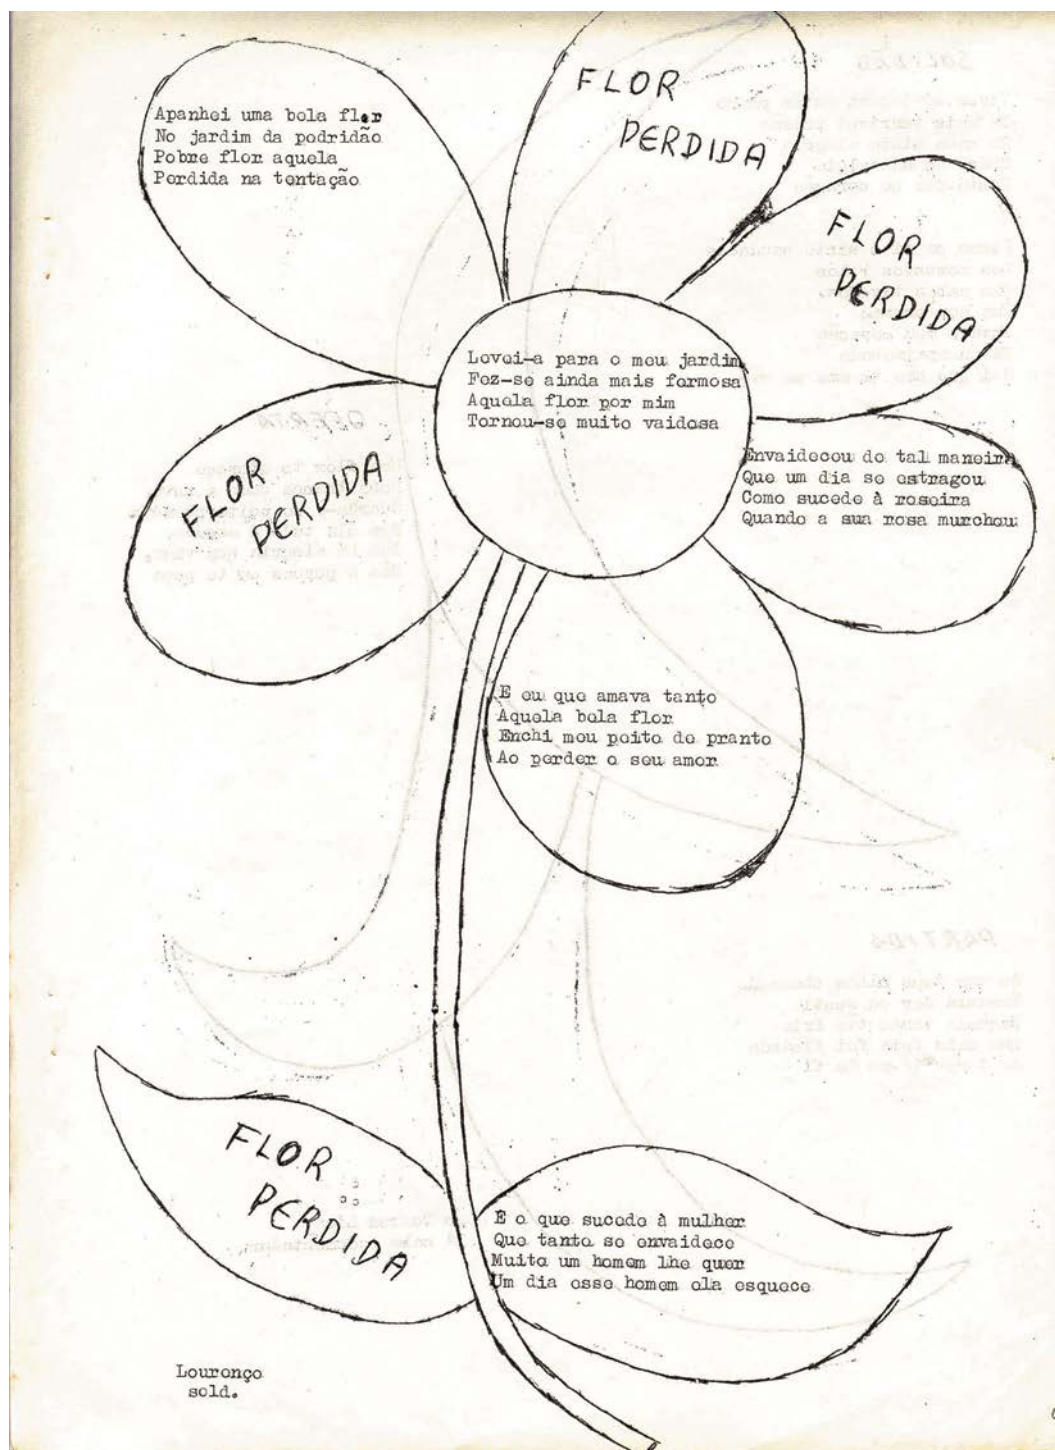 FLOR
PERDIDA
Apanhei uma bela flor
No jardim da podridão
Pobre flor aquela
Perdida na tentação
FLOR
PERDIDA
Levei-a para o meu jardim
Fez-se ainda mais formosa
Aquela flor por mim
Tornou-se muito vaidosa
FLOR
PERDIDA
Envaideceu de tal maneira
Que um dia se estragou
Como sucede à roseira
Quando a sua rosa murchou
E eu que amava tanto
Aquela bela flor
Enchi meu peito de pranto
Ao perder o seu amor
FLOR
PERDIDA
E o que sucede à mulher
Que tanto se envaidece
Muito um homem lhe quer
Um dia esse homem ela esquece
Lourenço
sold.